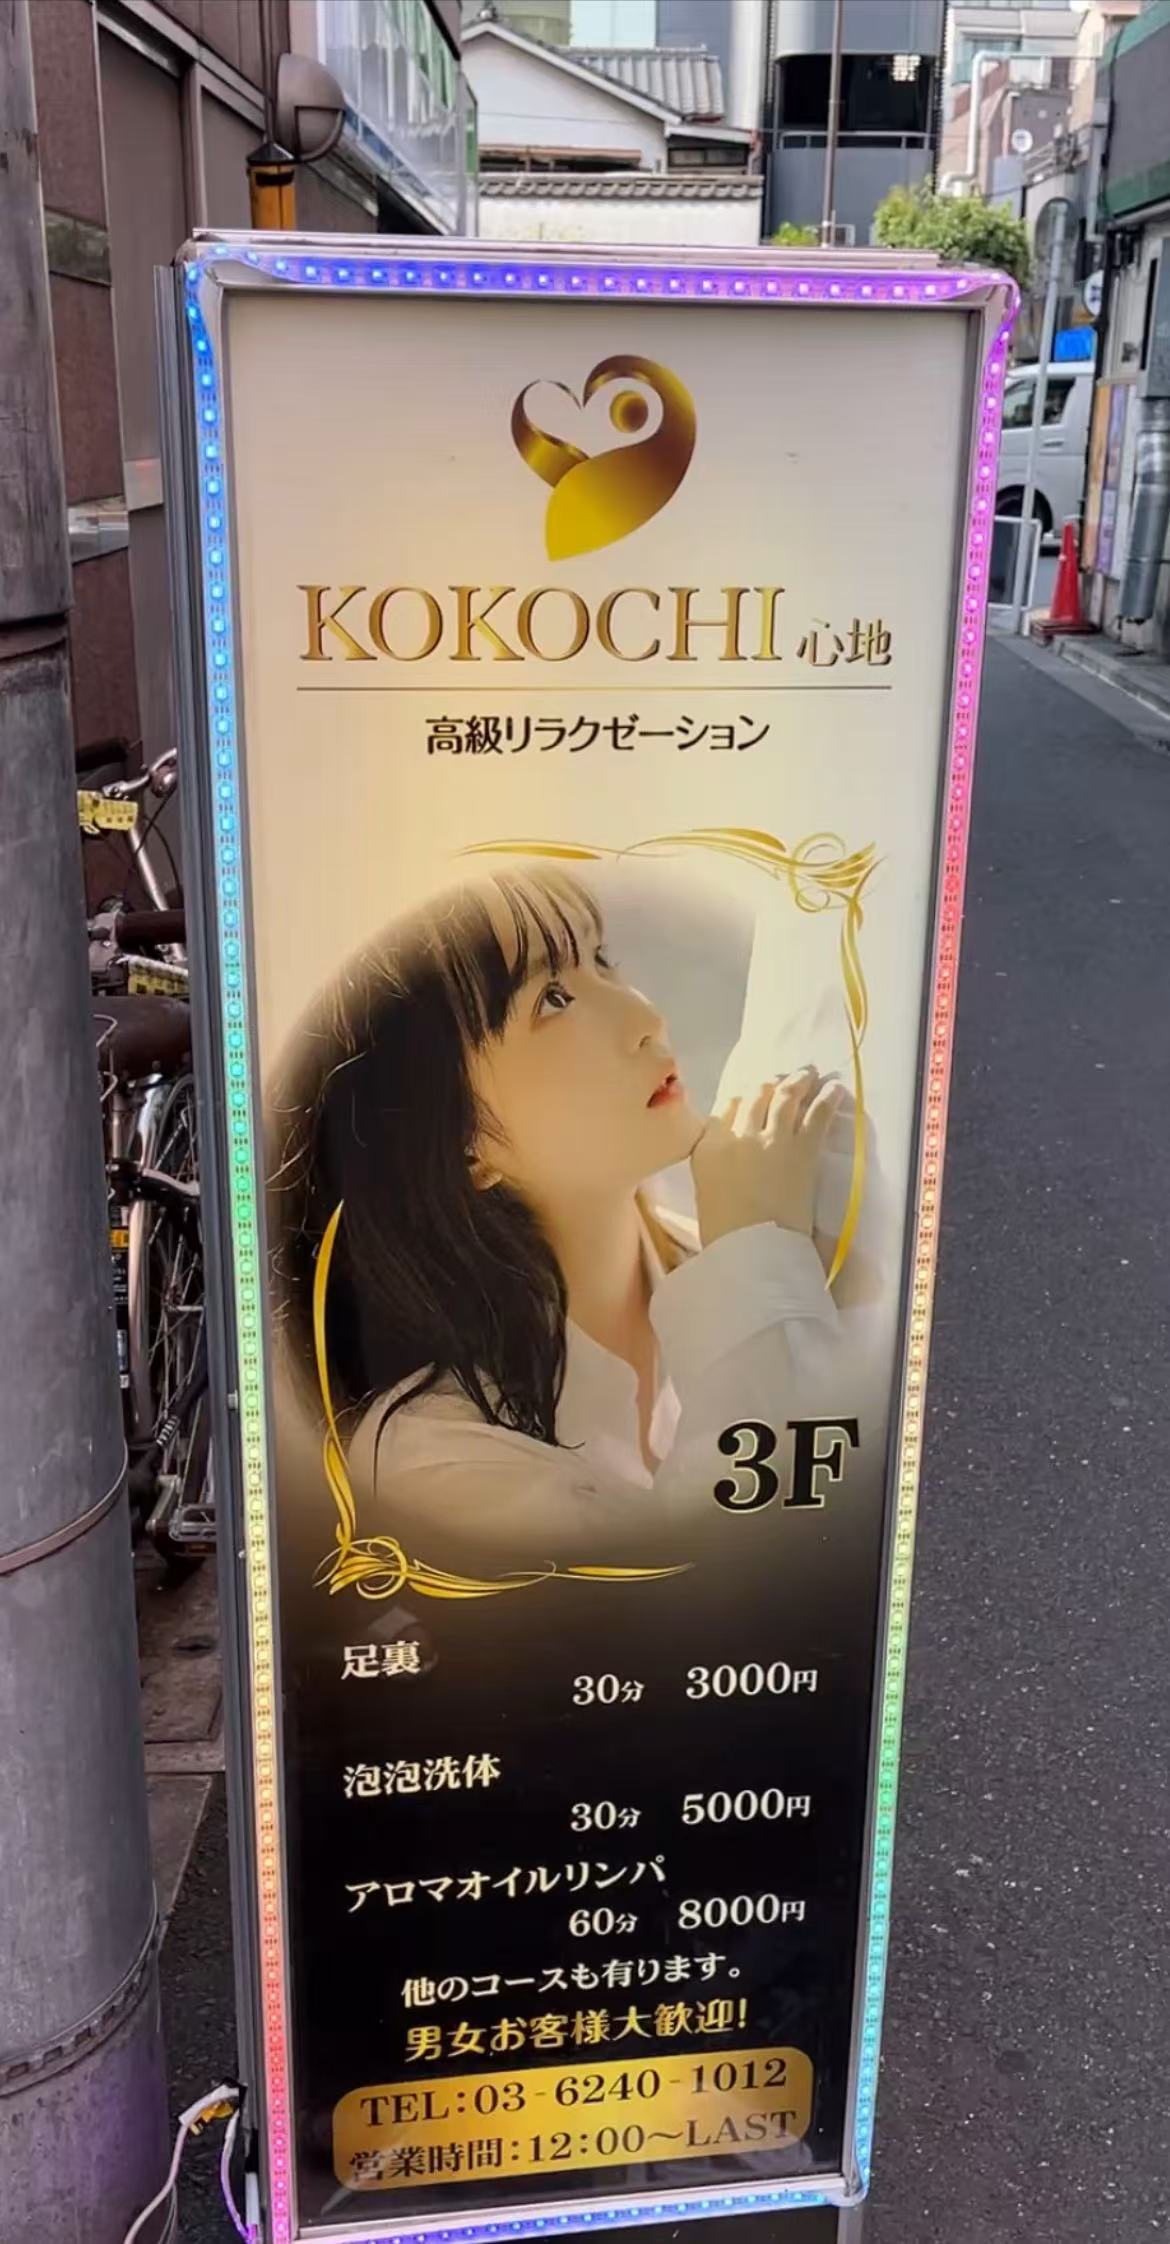 KOKOCHI 心地
高級リラクゼーション
3F
足裏
30分 3000円
泡泡洗体
30分 5000円
アロマオイルリンパ
60分 8000円
他のコースも有ります。
男女お客様大歓迎!
TEL:03-6240-1012
営業時間:12:00～LAST